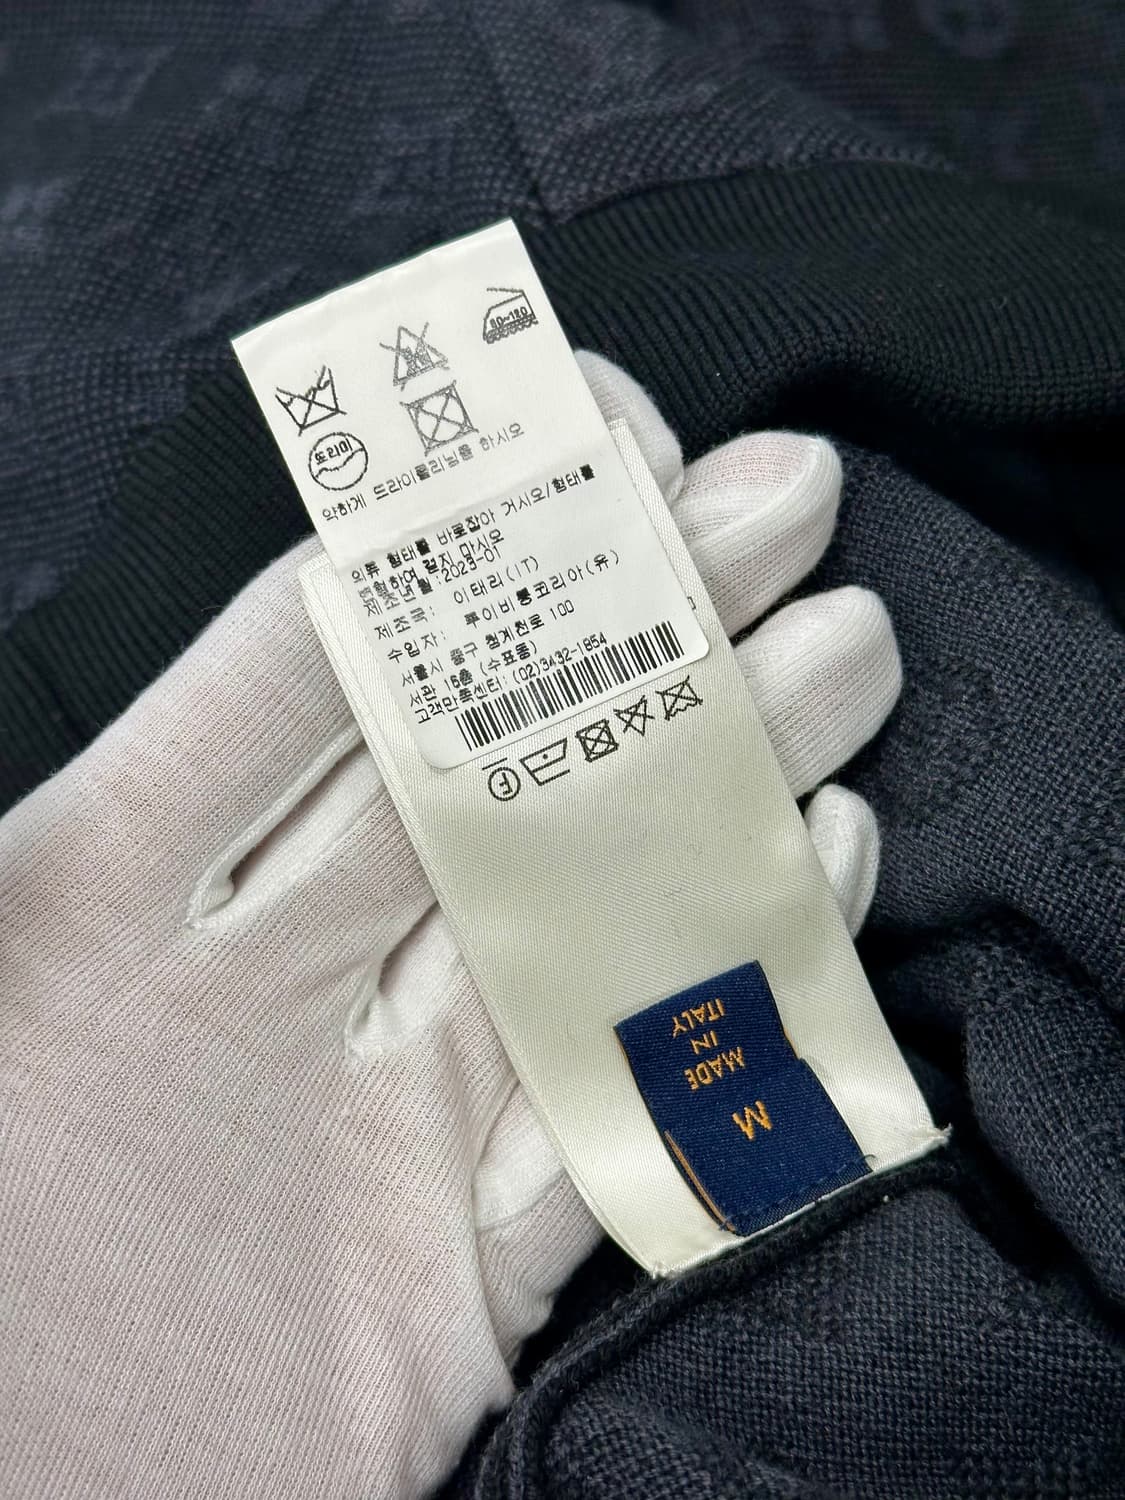 80~120
드라이
약하게 드라이클리닝을 하시오
의류 형태를 바로잡아 거시오/형태를
변형하며 걸지 마시오
제조년월:2023-01
제조국: 이태리(IT)
수입자: 루이비통코리아(유)
서울시 중구 청계천로 100
서관 15층 (수표동)
고객만족센터: (02)3432-1854
F
MADE
IN
ITALY
M